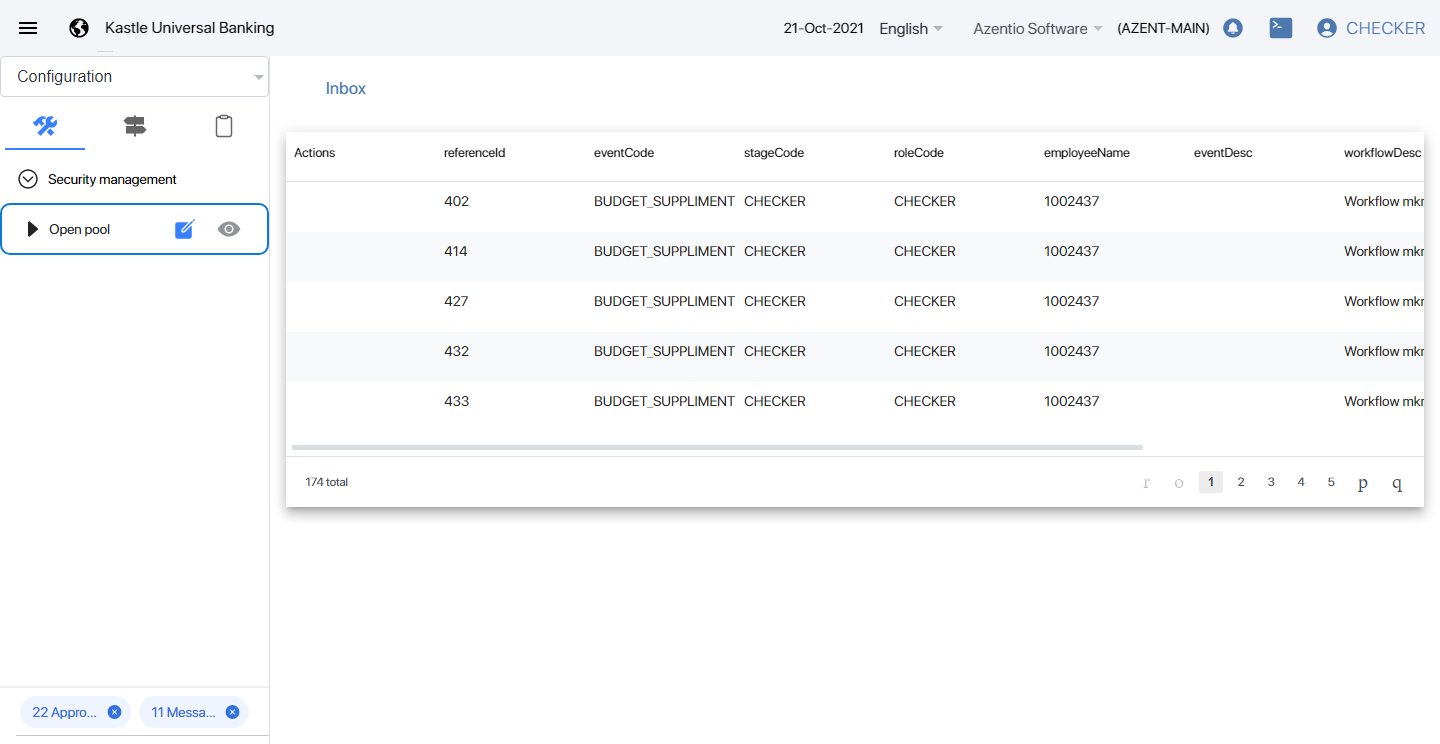 Kastle Universal Banking 21-Oct-2021 English Azentio Software (AZENT-MAIN) CHECKER
Configuration
Inbox
Security management
Open pool
Actions referenceId eventCode stageCode roleCode employeeName eventDesc workflowDesc
402 BUDGET_SUPPLIMENT CHECKER CHECKER 1002437 Workflow mkr
414 BUDGET_SUPPLIMENT CHECKER CHECKER 1002437 Workflow mkr
427 BUDGET_SUPPLIMENT CHECKER CHECKER 1002437 Workflow mkr
432 BUDGET_SUPPLIMENT CHECKER CHECKER 1002437 Workflow mkr
433 BUDGET_SUPPLIMENT CHECKER CHECKER 1002437 Workflow mkr
174 total r o 1 2 3 4 5 p q
22 Appro... 11 Messa...